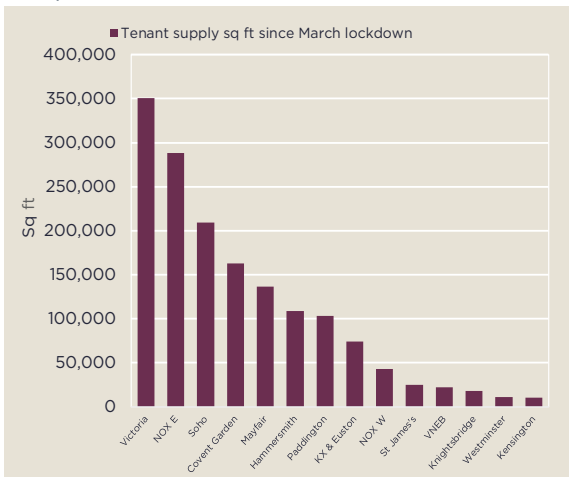 Tenant supply sq ft since March lockdown
400,000
350,000
300,000
250,000
200,000
150,000
100,000
50,000
0
Sq ft
Victoria
NOX E
Soho
Covent Garden
Mayfair
Hammersmith
Paddington
KX & Euston
NOX W
St James's
VNEB
Knightsbridge
Westminster
Kensington